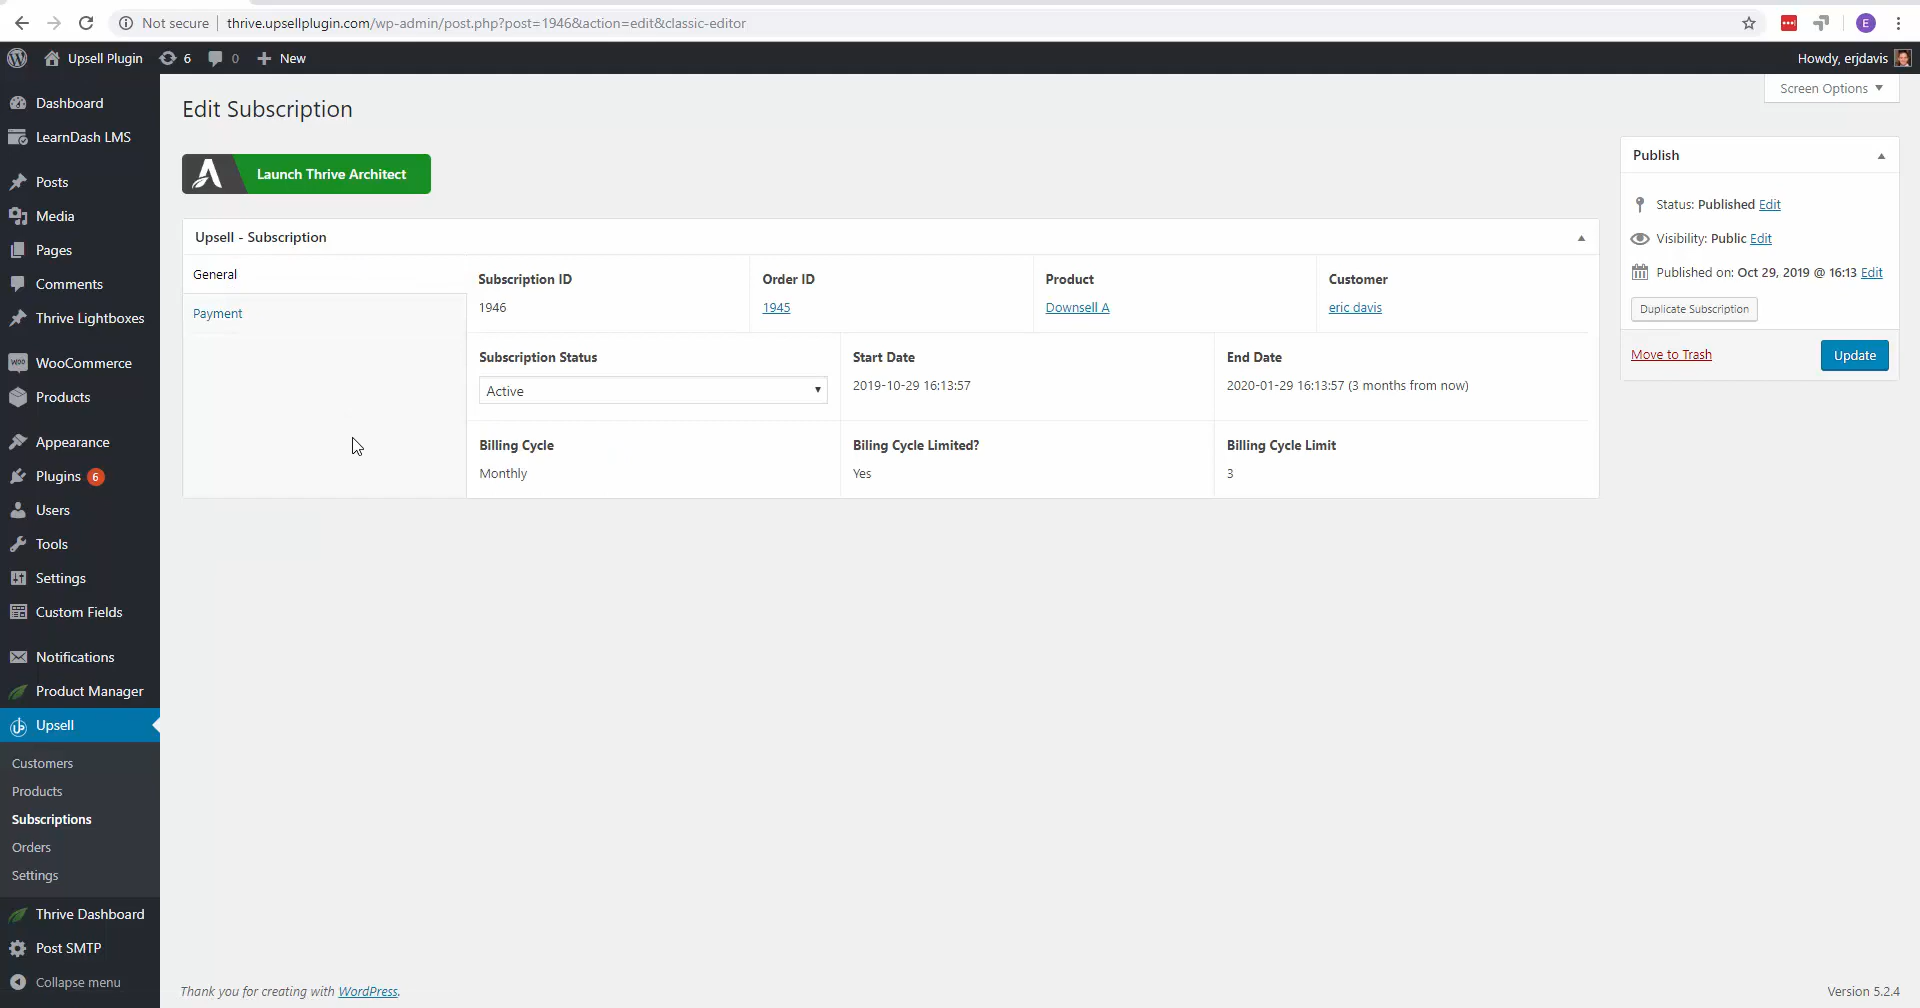 Not secure
thrive.upsellplugin.com/wp-admin/post.php?post=1946&action=edit&classic-editor
E
Upsell Plugin
6
0
New
Howdy, erjdavis
Dashboard
LearnDash LMS
Posts
Media
Pages
Comments
Thrive Lightboxes
WooCommerce
Products
Appearance
Plugins 6
Users
Tools
Settings
Custom Fields
Notifications
Product Manager
Upsell
Customers
Products
Subscriptions
Orders
Settings
Thrive Dashboard
Post SMTP
Collapse menu
Screen Options
Edit Subscription
Launch Thrive Architect
Upsell - Subscription
General
Payment
Subscription ID
1946
Order ID
1945
Product
Downsell A
Customer
eric davis
Subscription Status
Active
Start Date
2019-10-29 16:13:57
End Date
2020-01-29 16:13:57 (3 months from now)
Billing Cycle
Monthly
Biling Cycle Limited?
Yes
Billing Cycle Limit
3
Publish
Status: Published Edit
Visibility: Public Edit
Published on: Oct 29, 2019 @ 16:13 Edit
Duplicate Subscription
Move to Trash
Update
Thank you for creating with WordPress.
Version 5.2.4